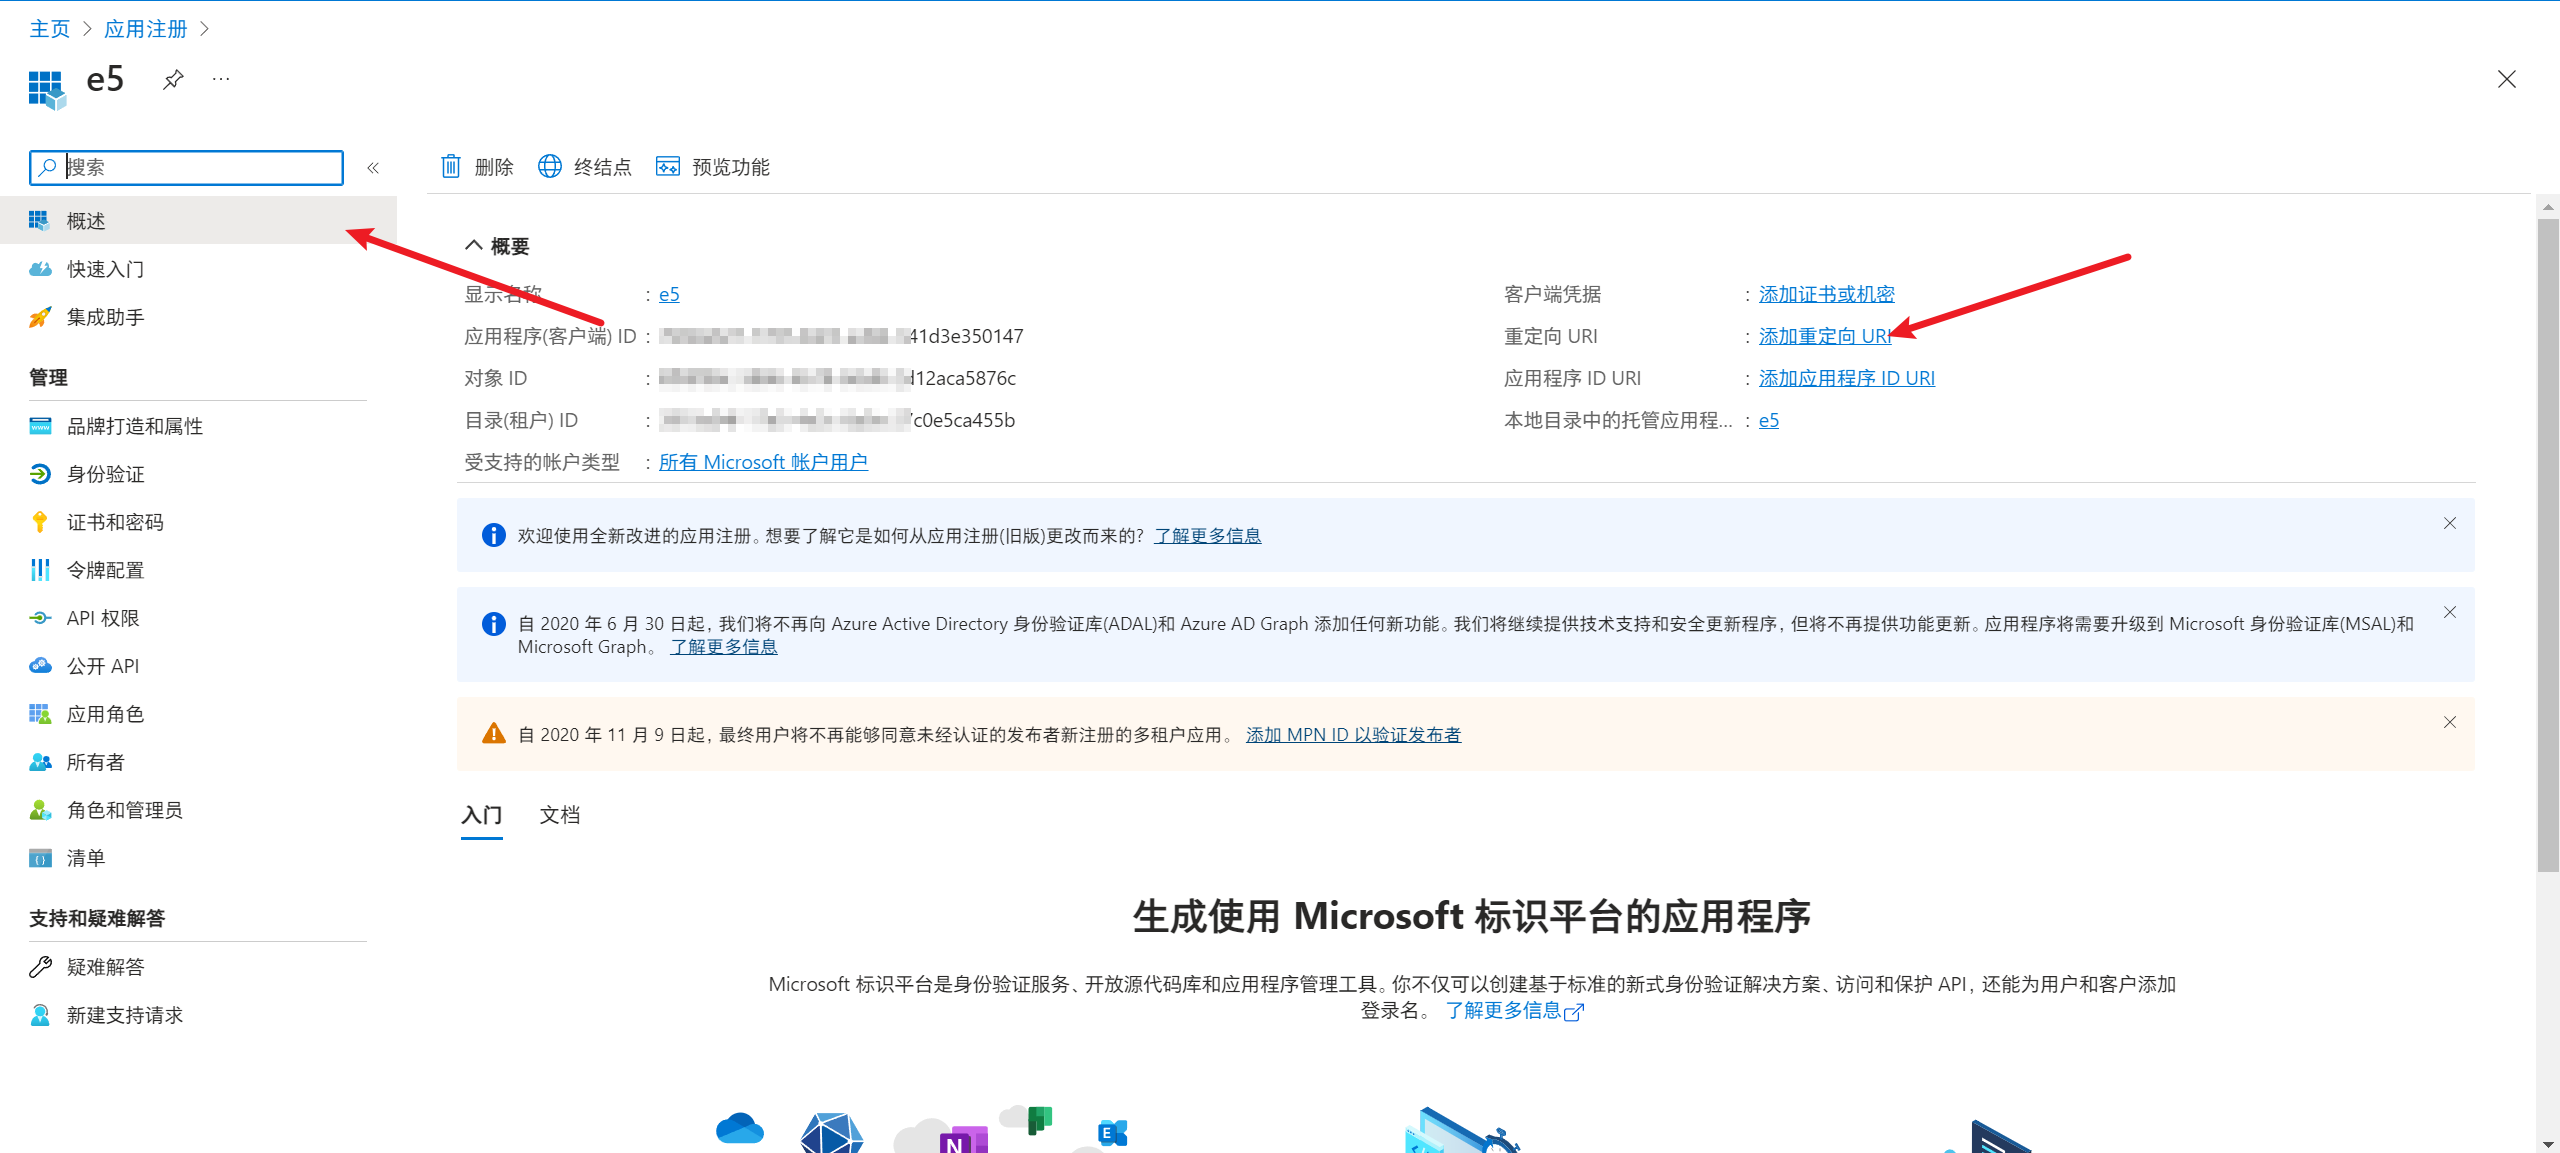 主页 > 应用注册 >
e5 ···
搜索 «
概述
快速入门
集成助手
管理
品牌打造和属性
身份验证
证书和密码
令牌配置
API 权限
公开 API
应用角色
所有者
角色和管理员
清单
支持和疑难解答
疑难解答
新建支持请求
删除 终结点 预览功能
概要
显示名称 : e5
应用程序(客户端) ID : 41d3e350147
对象 ID : d12aca5876c
目录(租户) ID : 7c0e5ca455b
受支持的帐户类型 : 所有 Microsoft 帐户用户
客户端凭据 : 添加证书或机密
重定向 URI : 添加重定向 URI
应用程序 ID URI : 添加应用程序 ID URI
本地目录中的托管应用程... : e5
欢迎使用全新改进的应用注册。想要了解它是如何从应用注册(旧版)更改而来的? 了解更多信息
自 2020 年 6 月 30 日起，我们将不再向 Azure Active Directory 身份验证库(ADAL)和 Azure AD Graph 添加任何新功能。我们将继续提供技术支持和安全更新程序，但将不再提供功能更新。应用程序将需要升级到 Microsoft 身份验证库(MSAL)和
Microsoft Graph。 了解更多信息
自 2020 年 11 月 9 日起，最终用户将不再能够同意未经认证的发布者新注册的多租户应用。 添加 MPN ID 以验证发布者
入门 文档
生成使用 Microsoft 标识平台的应用程序
Microsoft 标识平台是身份验证服务、开放源代码库和应用程序管理工具。你不仅可以创建基于标准的新式身份验证解决方案、访问和保护 API，还能为用户和客户添加
登录名。 了解更多信息
N
E